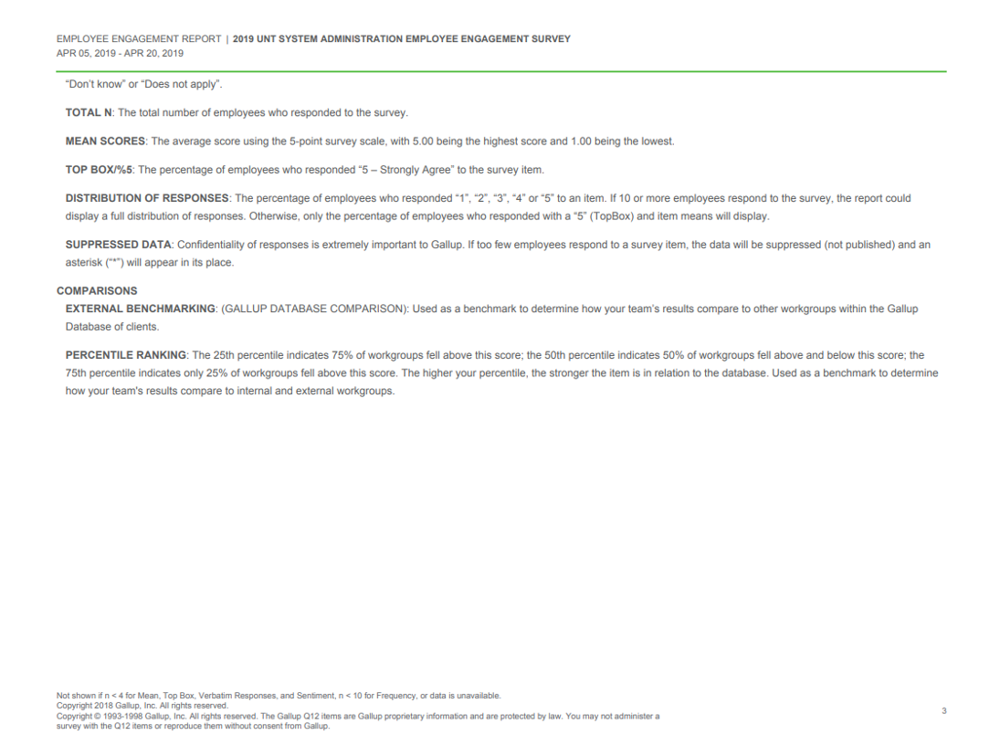 EMPLOYEE ENGAGEMENT REPORT | 2019 UNT SYSTEM ADMINISTRATION EMPLOYEE ENGAGEMENT SURVEY
APR 05, 2019 - APR 20, 2019
“Don’t know” or “Does not apply”.
TOTAL N: The total number of employees who responded to the survey.
MEAN SCORES: The average score using the 5-point survey scale, with 5.00 being the highest score and 1.00 being the lowest.
TOP BOX/%5: The percentage of employees who responded “5 – Strongly Agree” to the survey item.
DISTRIBUTION OF RESPONSES: The percentage of employees who responded “1”, “2”, “3”, “4” or “5” to an item. If 10 or more employees respond to the survey, the report could
display a full distribution of responses. Otherwise, only the percentage of employees who responded with a “5” (TopBox) and item means will display.
SUPPRESSED DATA: Confidentiality of responses is extremely important to Gallup. If too few employees respond to a survey item, the data will be suppressed (not published) and an
asterisk (“*”) will appear in its place.
COMPARISONS
EXTERNAL BENCHMARKING: (GALLUP DATABASE COMPARISON): Used as a benchmark to determine how your team’s results compare to other workgroups within the Gallup
Database of clients.
PERCENTILE RANKING: The 25th percentile indicates 75% of workgroups fell above this score; the 50th percentile indicates 50% of workgroups fell above and below this score; the
75th percentile indicates only 25% of workgroups fell above this score. The higher your percentile, the stronger the item is in relation to the database. Used as a benchmark to determine
how your team's results compare to internal and external workgroups.
Not shown if n < 4 for Mean, Top Box, Verbatim Responses, and Sentiment, n < 10 for Frequency, or data is unavailable.
Copyright 2018 Gallup, Inc. All rights reserved.
Copyright © 1993-1998 Gallup, Inc. All rights reserved. The Gallup Q12 items are Gallup proprietary information and are protected by law. You may not administer a
survey with the Q12 items or reproduce them without consent from Gallup.
3